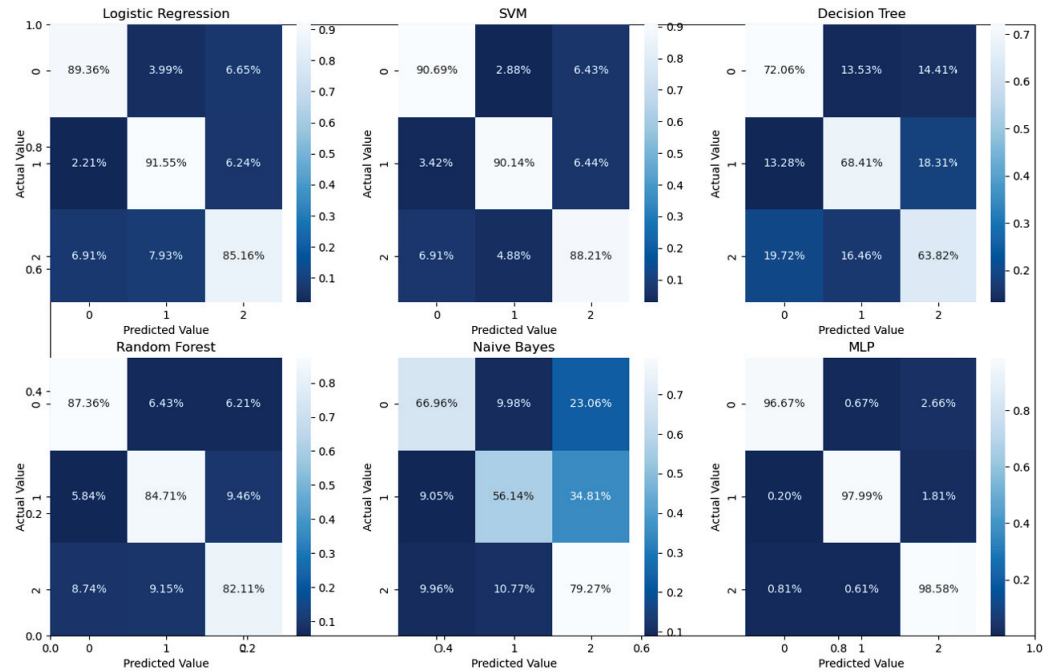 Logistic Regression SVM Decision Tree
1.0 0.9 0.9 0.7
0 89.36% 3.99% 6.65% 0.8 0 90.69% 2.88% 6.43% 0.8 0 72.06% 13.53% 14.41%
0.7 0.7 0.6
0.6 0.6 0.5
Actual Value 0.8 1 2.21% 91.55% 6.24% 0.5 Actual Value 1 3.42% 90.14% 6.44% 0.5 Actual Value 1 13.28% 68.41% 18.31% 0.4
0.4 0.4
0.3 0.3 0.3
2 6.91% 7.93% 85.16% 0.2 2 6.91% 4.88% 88.21% 0.2 2 19.72% 16.46% 63.82% 0.2
0.6 0.1 0.1
0 1 2 0 1 2 0 1 2
Predicted Value Predicted Value Predicted Value
Random Forest Naive Bayes MLP
0.4 0.8 0.7 0.8
0 87.36% 6.43% 6.21% 0.7 0 66.96% 9.98% 23.06% 0.6 0 96.67% 0.67% 2.66%
0.6 0.5 0.6
Actual Value 1 5.84% 84.71% 9.46% 0.5 Actual Value 1 9.05% 56.14% 34.81% 0.4 Actual Value 1 0.20% 97.99% 1.81%
0.2 0.4 0.3 0.4
0.3
2 8.74% 9.15% 82.11% 0.2 2 9.96% 10.77% 79.27% 0.2 2 0.81% 0.61% 98.58% 0.2
0.0 0.1 0.1
0.0 0 1 2 0.2 0.4 1 2 0.6 0 0.8 1 2 1.0
Predicted Value Predicted Value Predicted Value